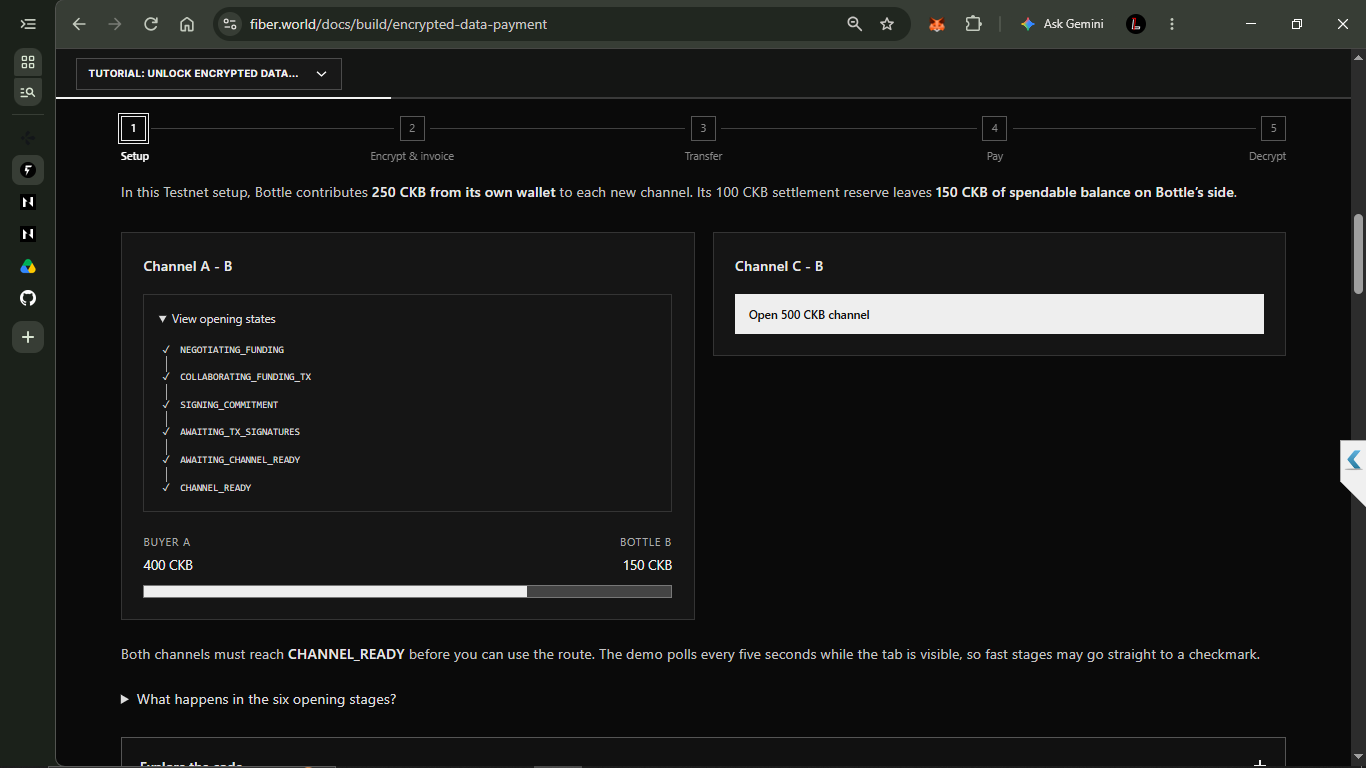 fiber.world/docs/build/encrypted-data-payment
Ask Gemini
TUTORIAL: UNLOCK ENCRYPTED DATA...
1
2
3
4
5
Setup
Encrypt & invoice
Transfer
Pay
Decrypt
In this Testnet setup, Bottle contributes 250 CKB from its own wallet to each new channel. Its 100 CKB settlement reserve leaves 150 CKB of spendable balance on Bottle’s side.
Channel A - B
▼ View opening states
✓ NEGOTIATING_FUNDING
✓ COLLABORATING_FUNDING_TX
✓ SIGNING_COMMITMENT
✓ AWAITING_TX_SIGNATURES
✓ AWAITING_CHANNEL_READY
✓ CHANNEL_READY
BUYER A
BOTTLE B
400 CKB
150 CKB
Channel C - B
Open 500 CKB channel
Both channels must reach CHANNEL_READY before you can use the route. The demo polls every five seconds while the tab is visible, so fast stages may go straight to a checkmark.
▶ What happens in the six opening stages?
Explore the code